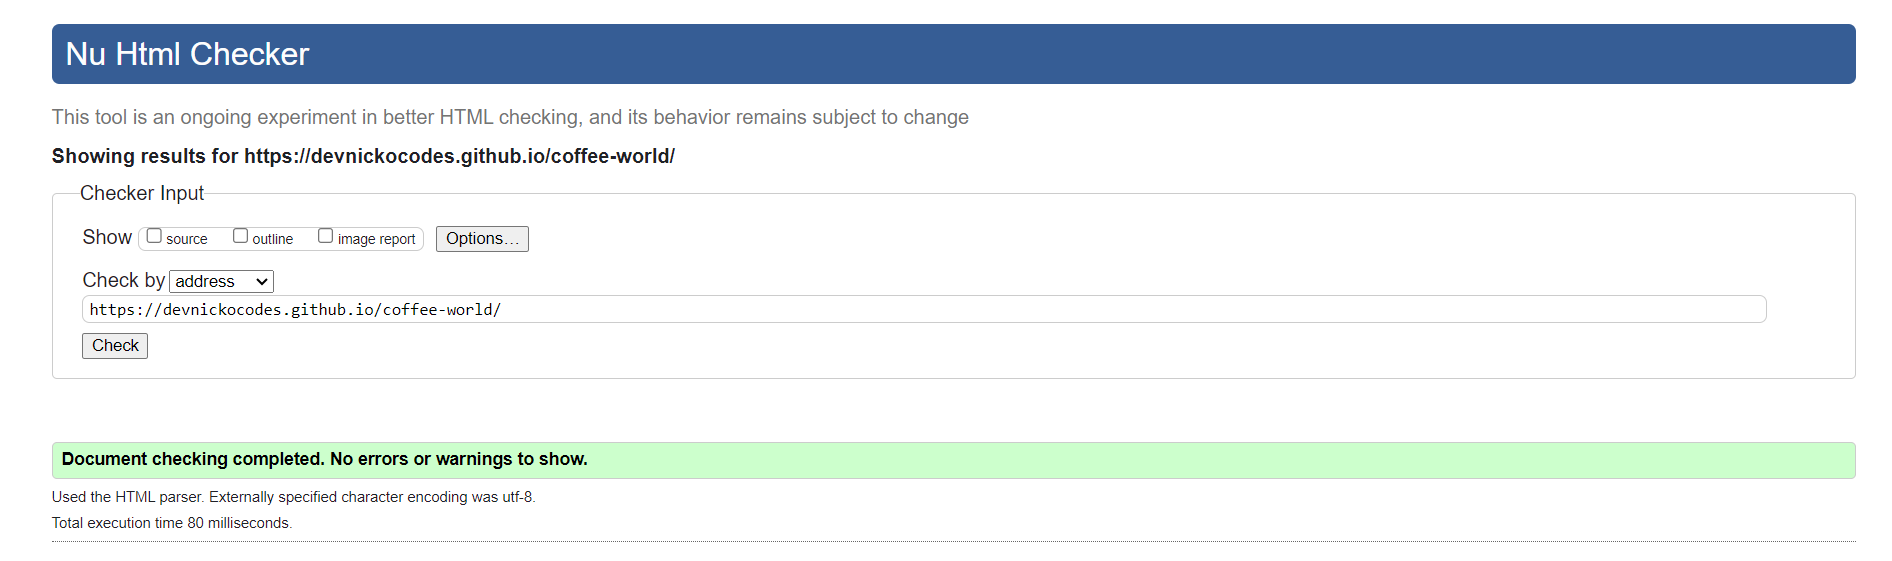 Nu Html Checker
This tool is an ongoing experiment in better HTML checking, and its behavior remains subject to change
Showing results for https://devnickocodes.github.io/coffee-world/
Checker Input
Show source outline image report Options...
Check by address
https://devnickocodes.github.io/coffee-world/
Check
Document checking completed. No errors or warnings to show.
Used the HTML parser. Externally specified character encoding was utf-8.
Total execution time 80 milliseconds.